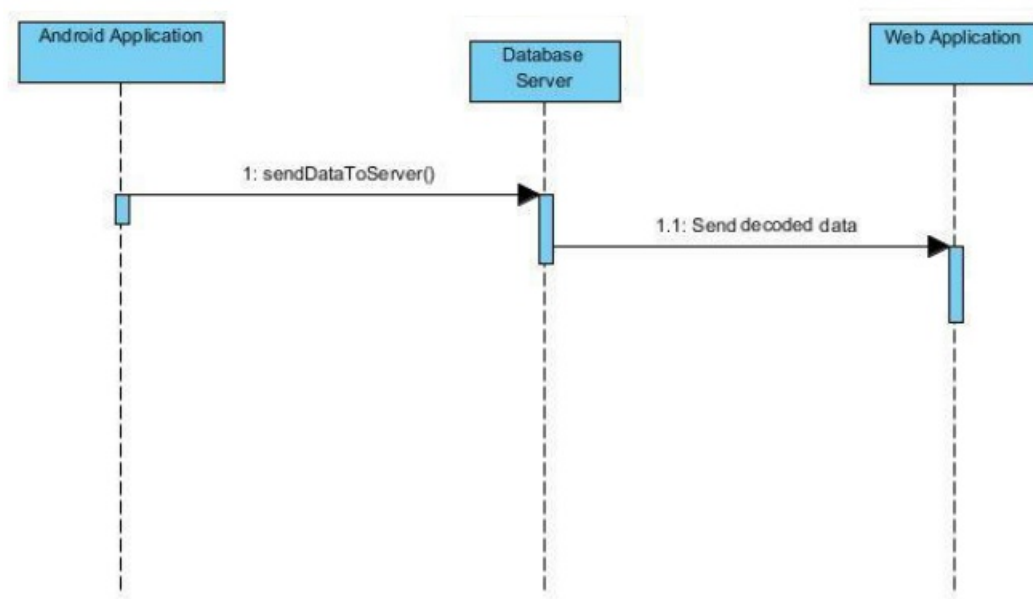 Android Application
Database
Server
Web Application
1: sendDataToServer()
1.1: Send decoded data